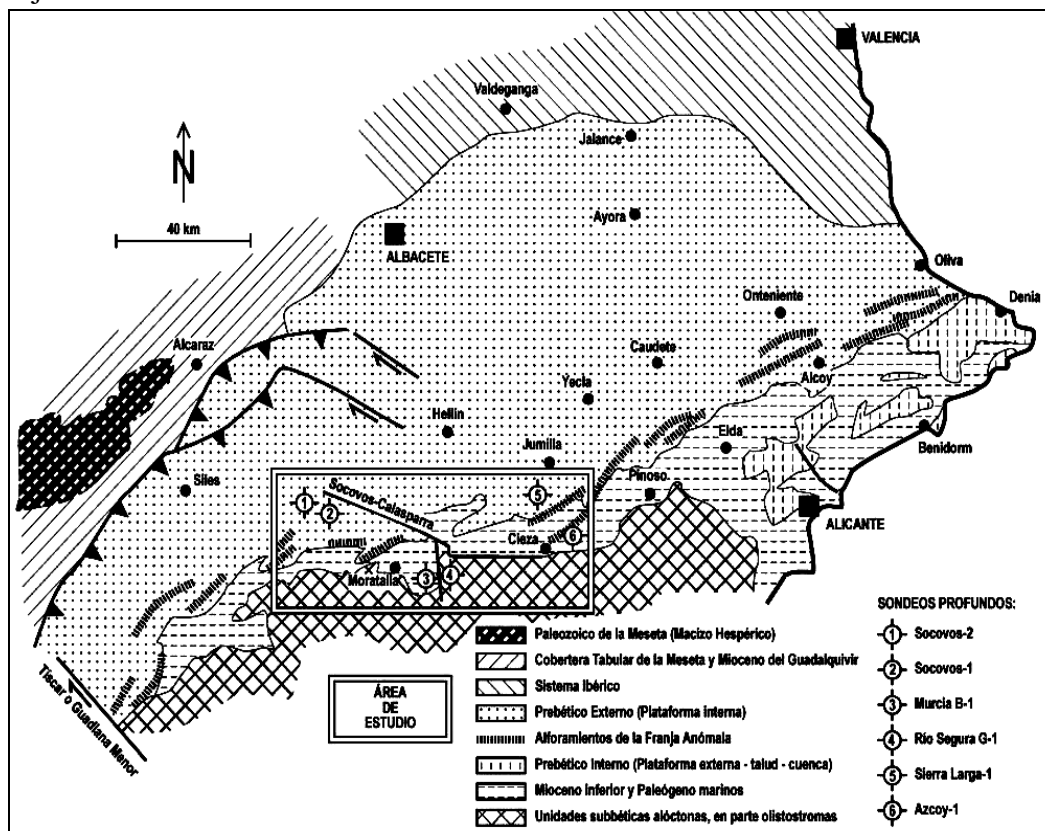 VALENCIA
Valdeganga
Jalance
N
Ayora
40 km
ALBACETE
Oliva
Onteniente
Denia
Alcaraz
Caudete
Alcoy
Yecla
Hellín
Elda
Benidorm
Jumilla
Siles
Pinoso
Socovos-Calasparra
ALICANTE
1
2
5
Cieza
6
Moratalla
3
4
Tíscar o Guadiana Menor
ÁREA
DE
ESTUDIO
Paleozoico de la Meseta (Macizo Hespérico)
Cobertera Tabular de la Meseta y Mioceno del Guadalquivir
Sistema Ibérico
Prebético Externo (Plataforma interna)
Afloramientos de la Franja Anómala
Prebético Interno (Plataforma externa - talud - cuenca)
Mioceno Inferior y Paleógeno marinos
Unidades subbéticas alóctonas, en parte olistostromas
SONDEOS PROFUNDOS:
1 Socovos-2
2 Socovos-1
3 Murcia B-1
4 Río Segura G-1
5 Sierra Larga-1
6 Azcoy-1